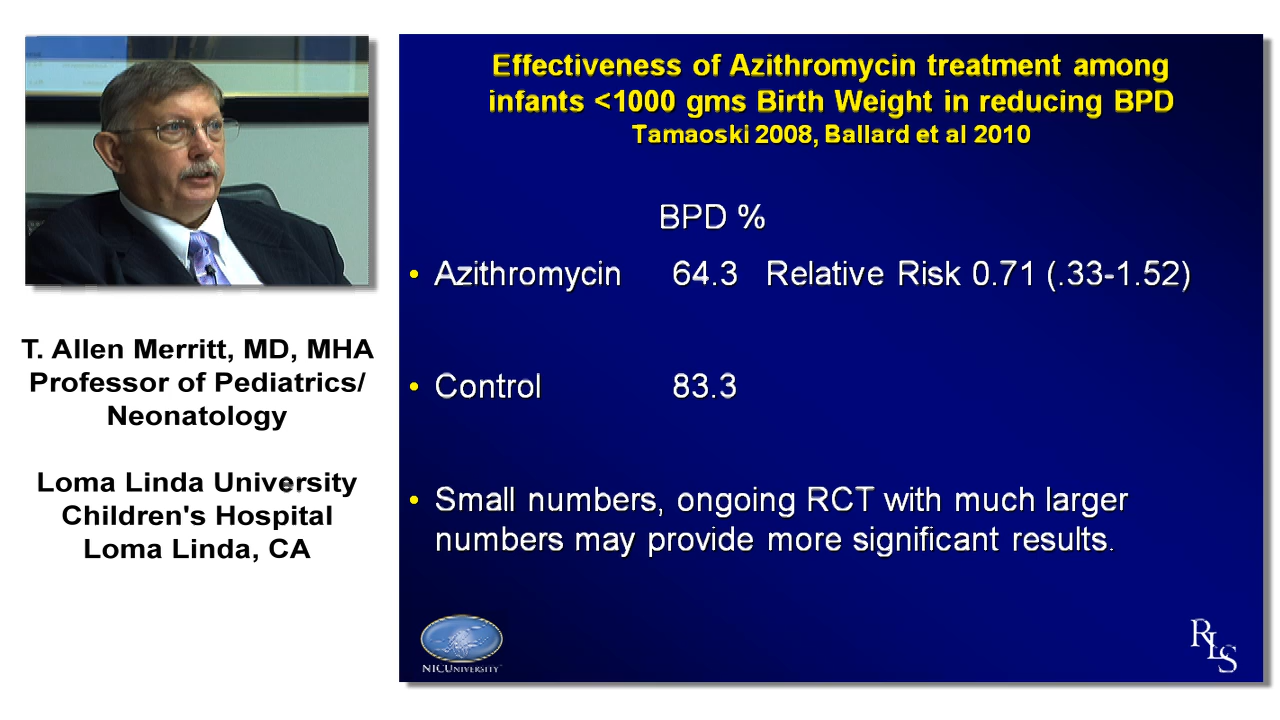 T. Allen Merritt, MD, MHA
Professor of Pediatrics/
Neonatology
Loma Linda University
Children's Hospital
Loma Linda, CA
Effectiveness of Azithromycin treatment among
infants <1000 gms Birth Weight in reducing BPD
Tamaoski 2008, Ballard et al 2010
BPD %
• Azithromycin 64.3 Relative Risk 0.71 (.33-1.52)
• Control 83.3
• Small numbers, ongoing RCT with much larger
numbers may provide more significant results.
NICUNIVERSITY
RLS